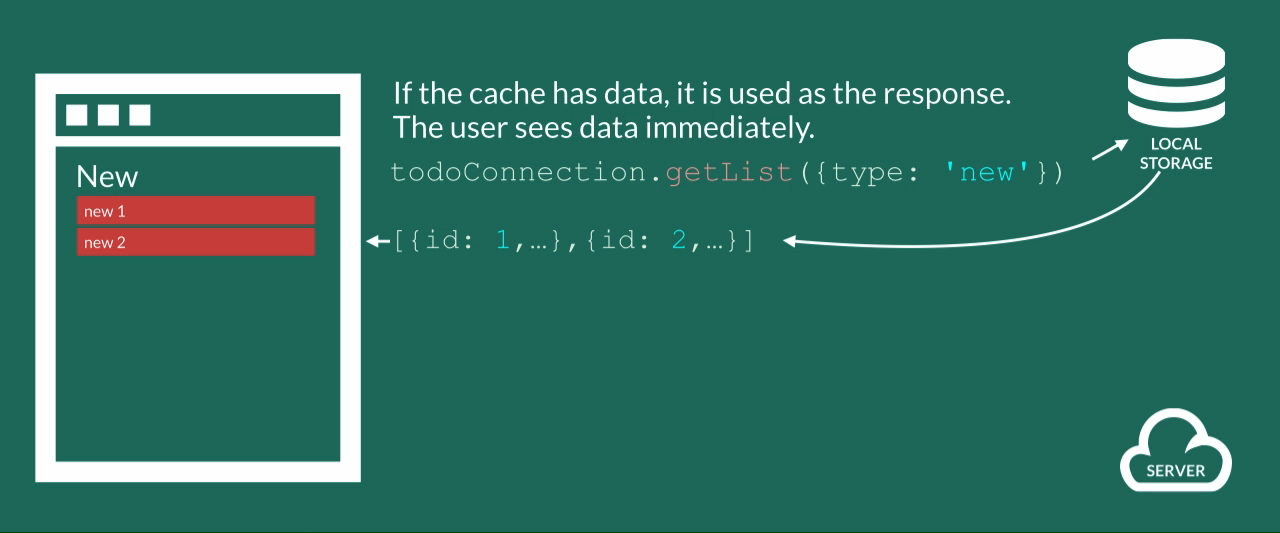 If the cache has data, it is used as the response.
The user sees data immediately.
todoConnection.getList({type: 'new'})
[{id: 1,…},{id: 2,…}]
New
new 1
new 2
LOCAL
STORAGE
SERVER